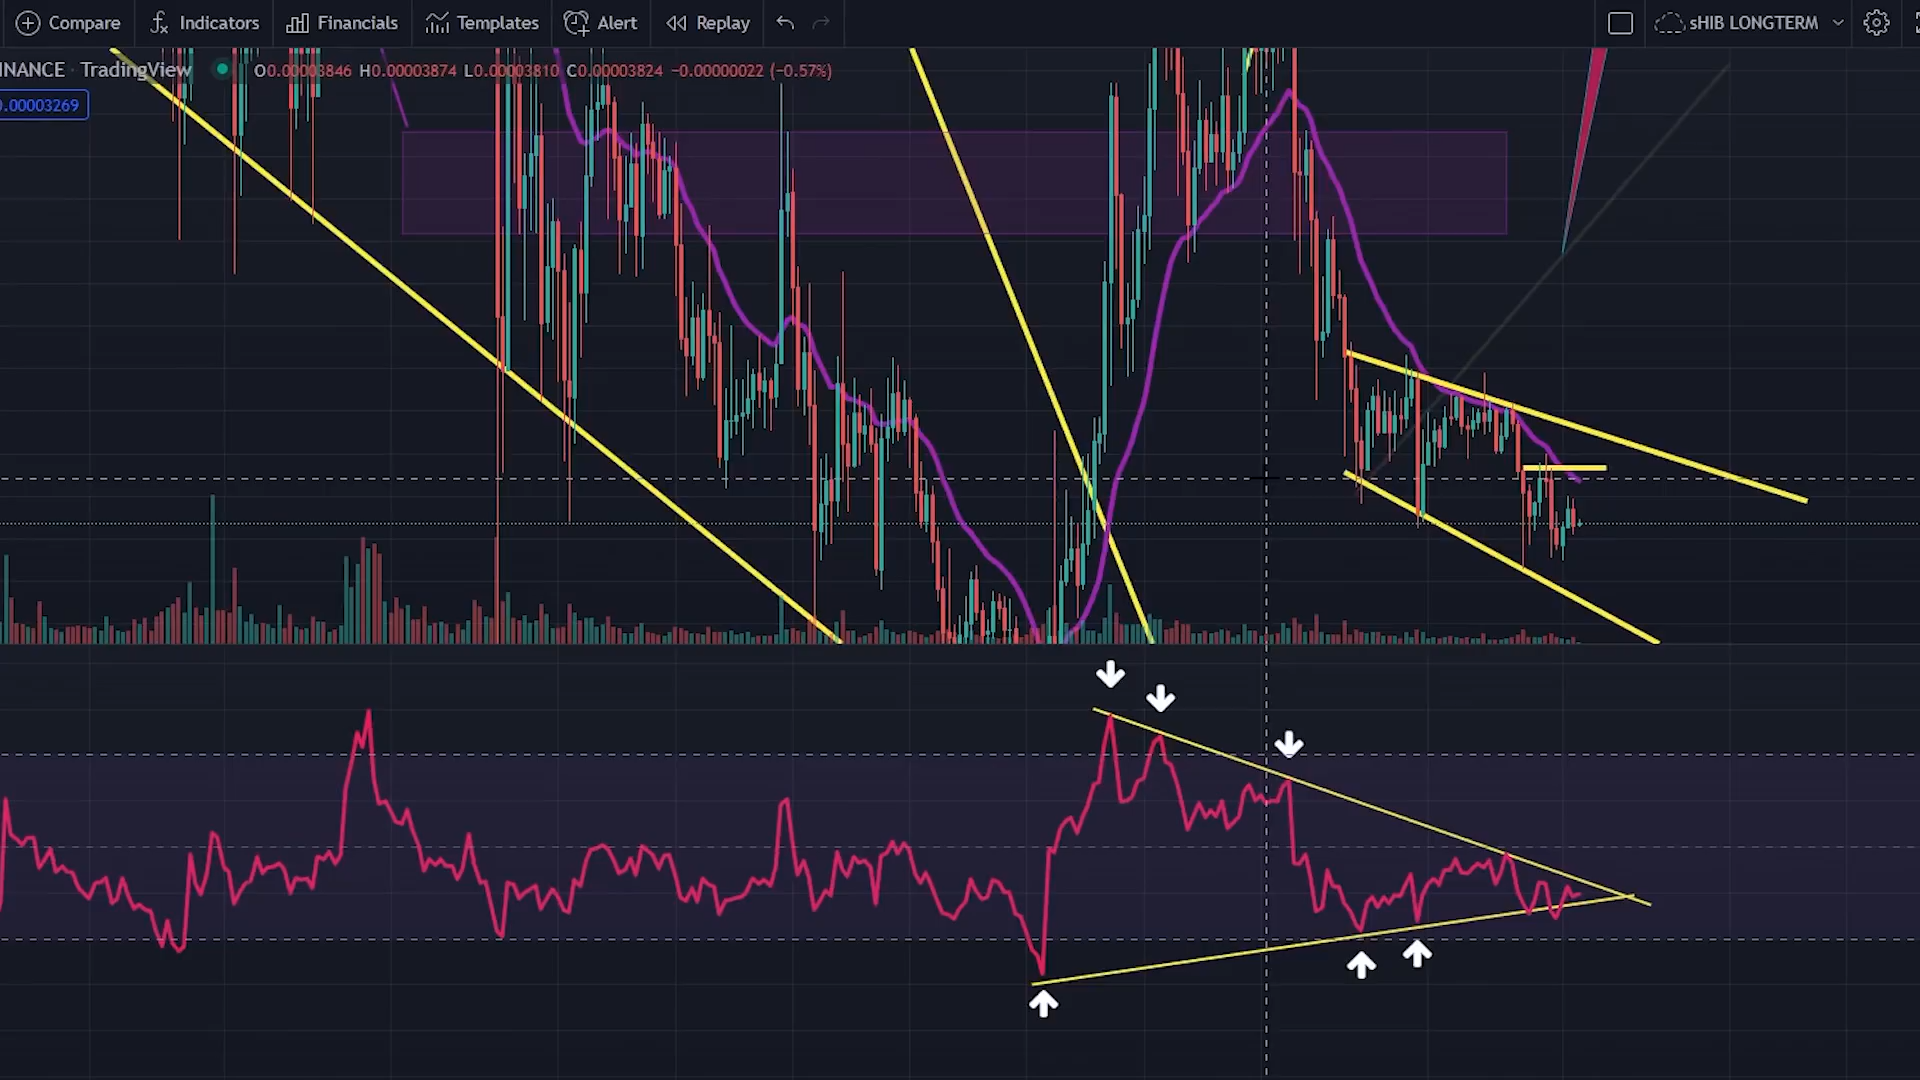 Compare Indicators Financials Templates Alert Replay sHIB LONGTERM
INANCE · TradingView O0.00003846 H0.00003874 L0.00003810 C0.00003824 −0.00000022 (−0.57%)
0.00003269